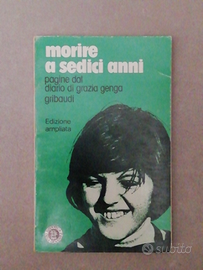 morire
a sedici anni
pagine dal
diario di grazia genga
gribaudi
Edizione
ampliata
subito